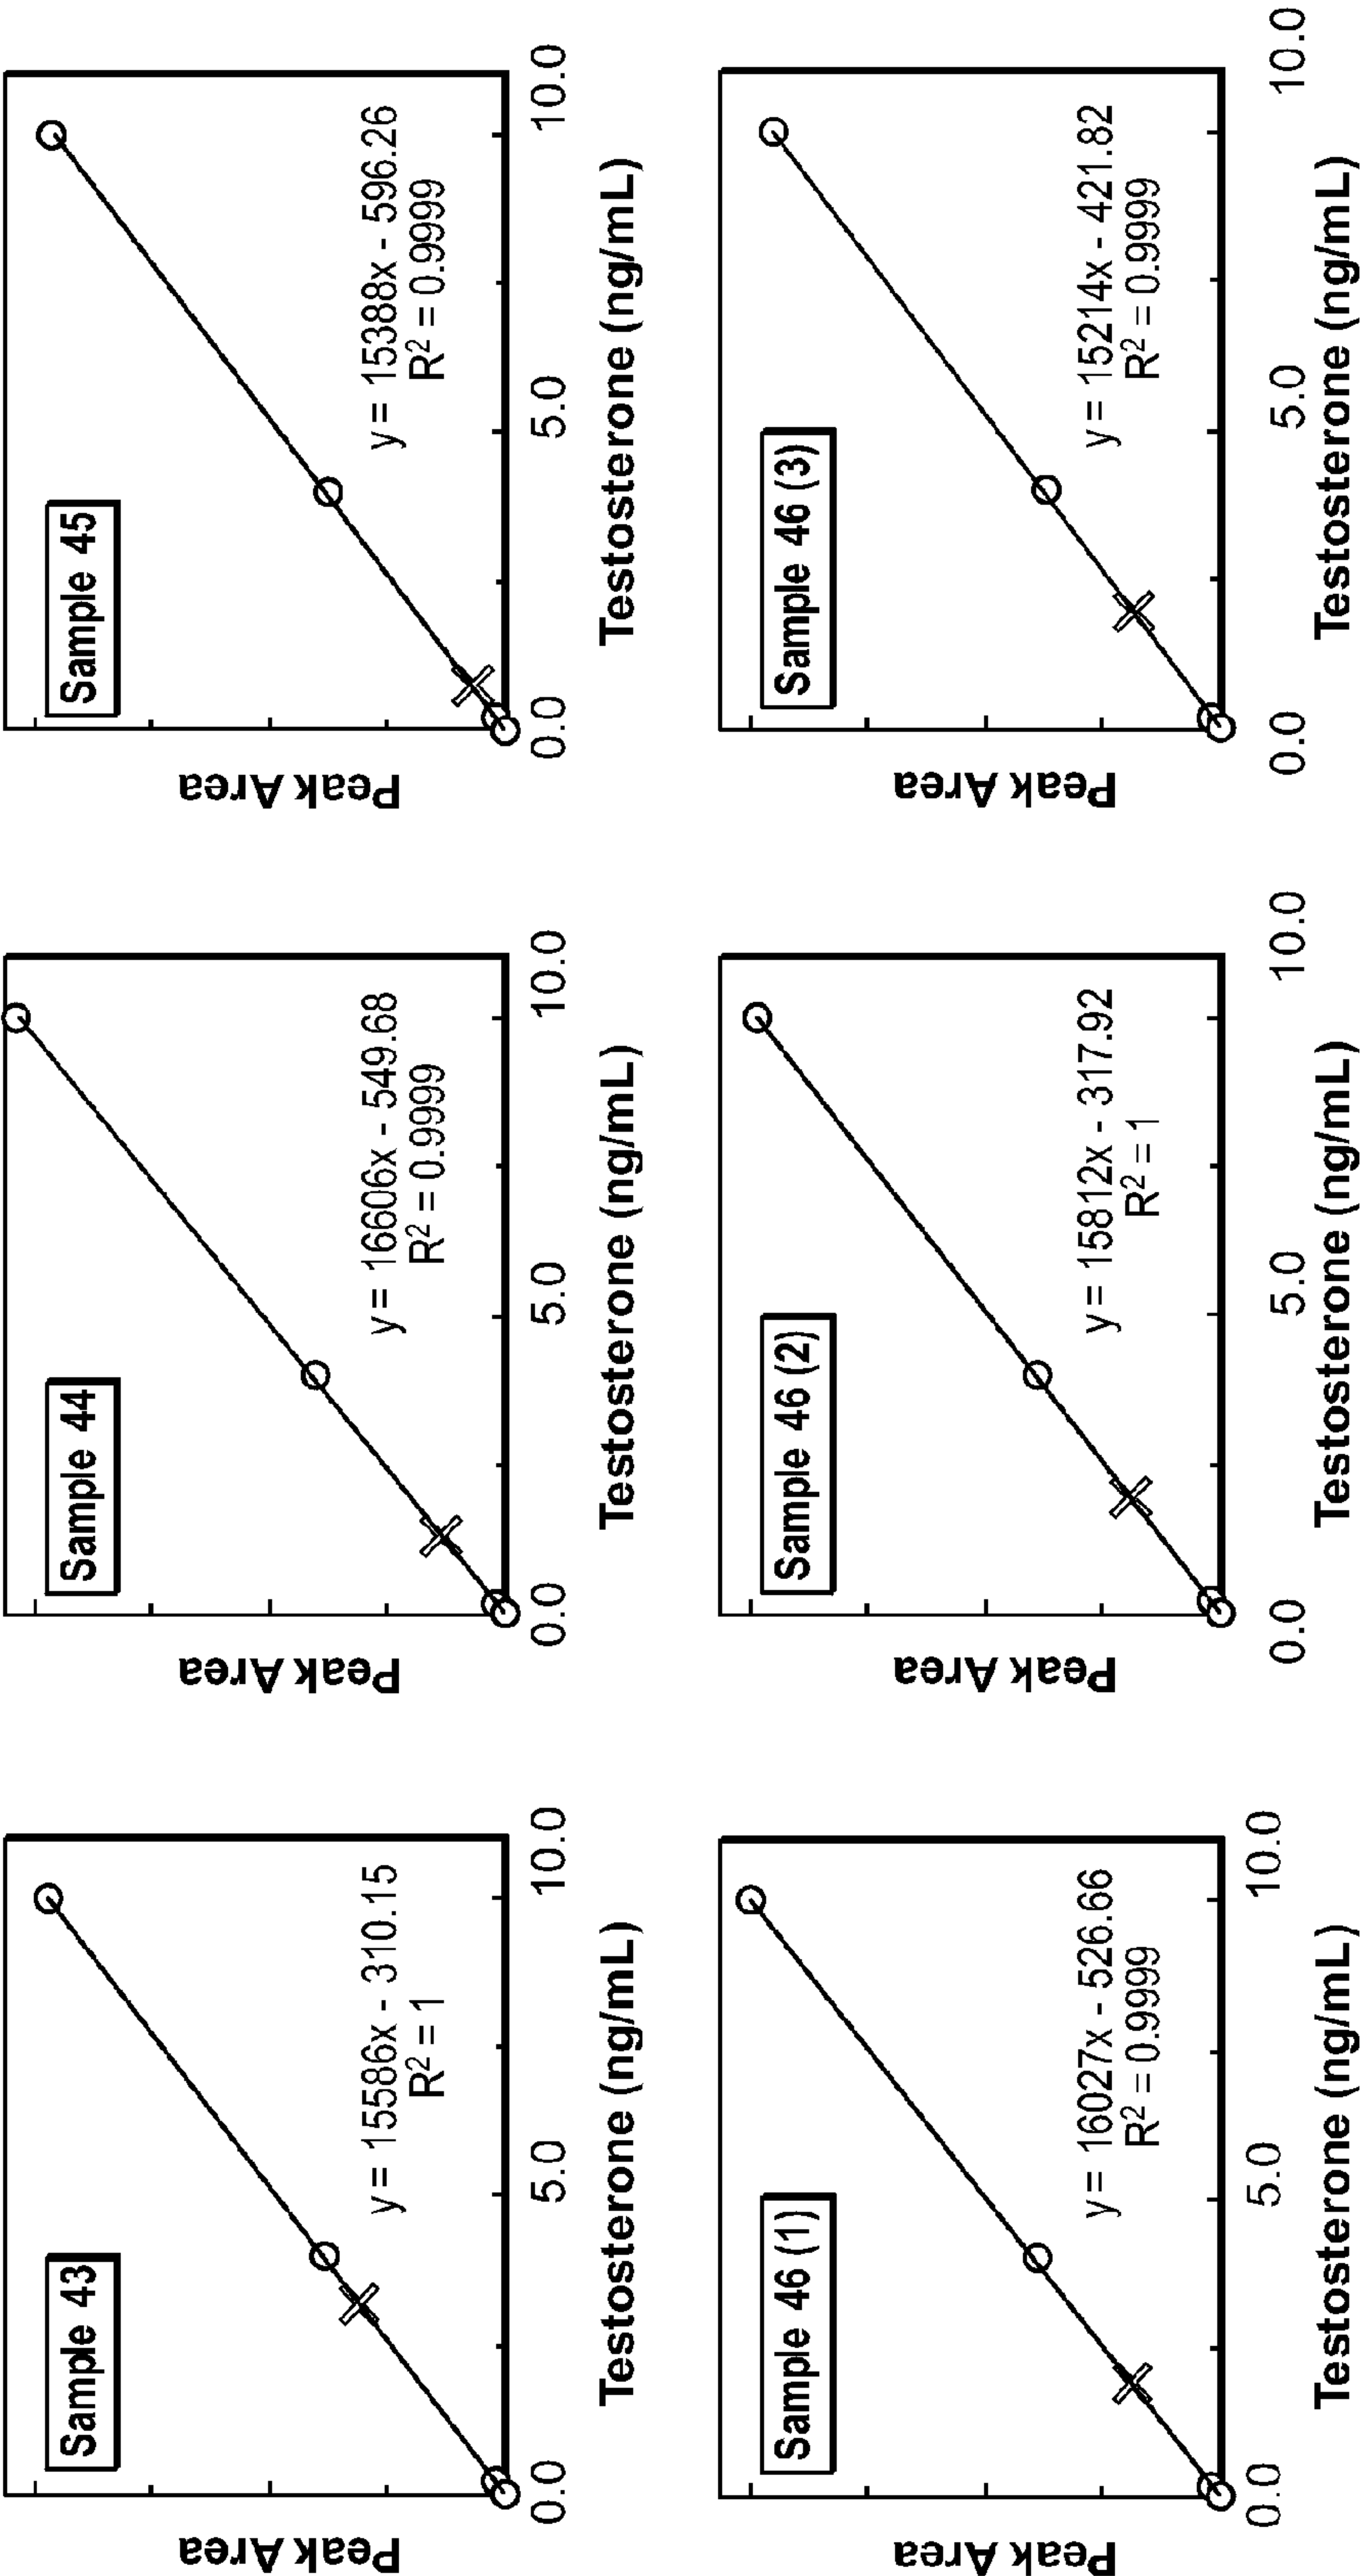 Sample 43
Peak Area
y = 15586x - 310.15
R² = 1
0.0
5.0
10.0
Testosterone (ng/mL)
Sample 44
Peak Area
y = 16606x - 549.68
R² = 0.9999
0.0
5.0
10.0
Testosterone (ng/mL)
Sample 45
Peak Area
y = 15388x - 596.26
R² = 0.9999
0.0
5.0
10.0
Testosterone (ng/mL)
Sample 46 (1)
Peak Area
y = 16027x - 526.66
R² = 0.9999
0.0
5.0
10.0
Testosterone (ng/mL)
Sample 46 (2)
Peak Area
y = 15812x - 317.92
R² = 1
0.0
5.0
10.0
Testosterone (ng/mL)
Sample 46 (3)
Peak Area
y = 15214x - 421.82
R² = 0.9999
0.0
5.0
10.0
Testosterone (ng/mL)